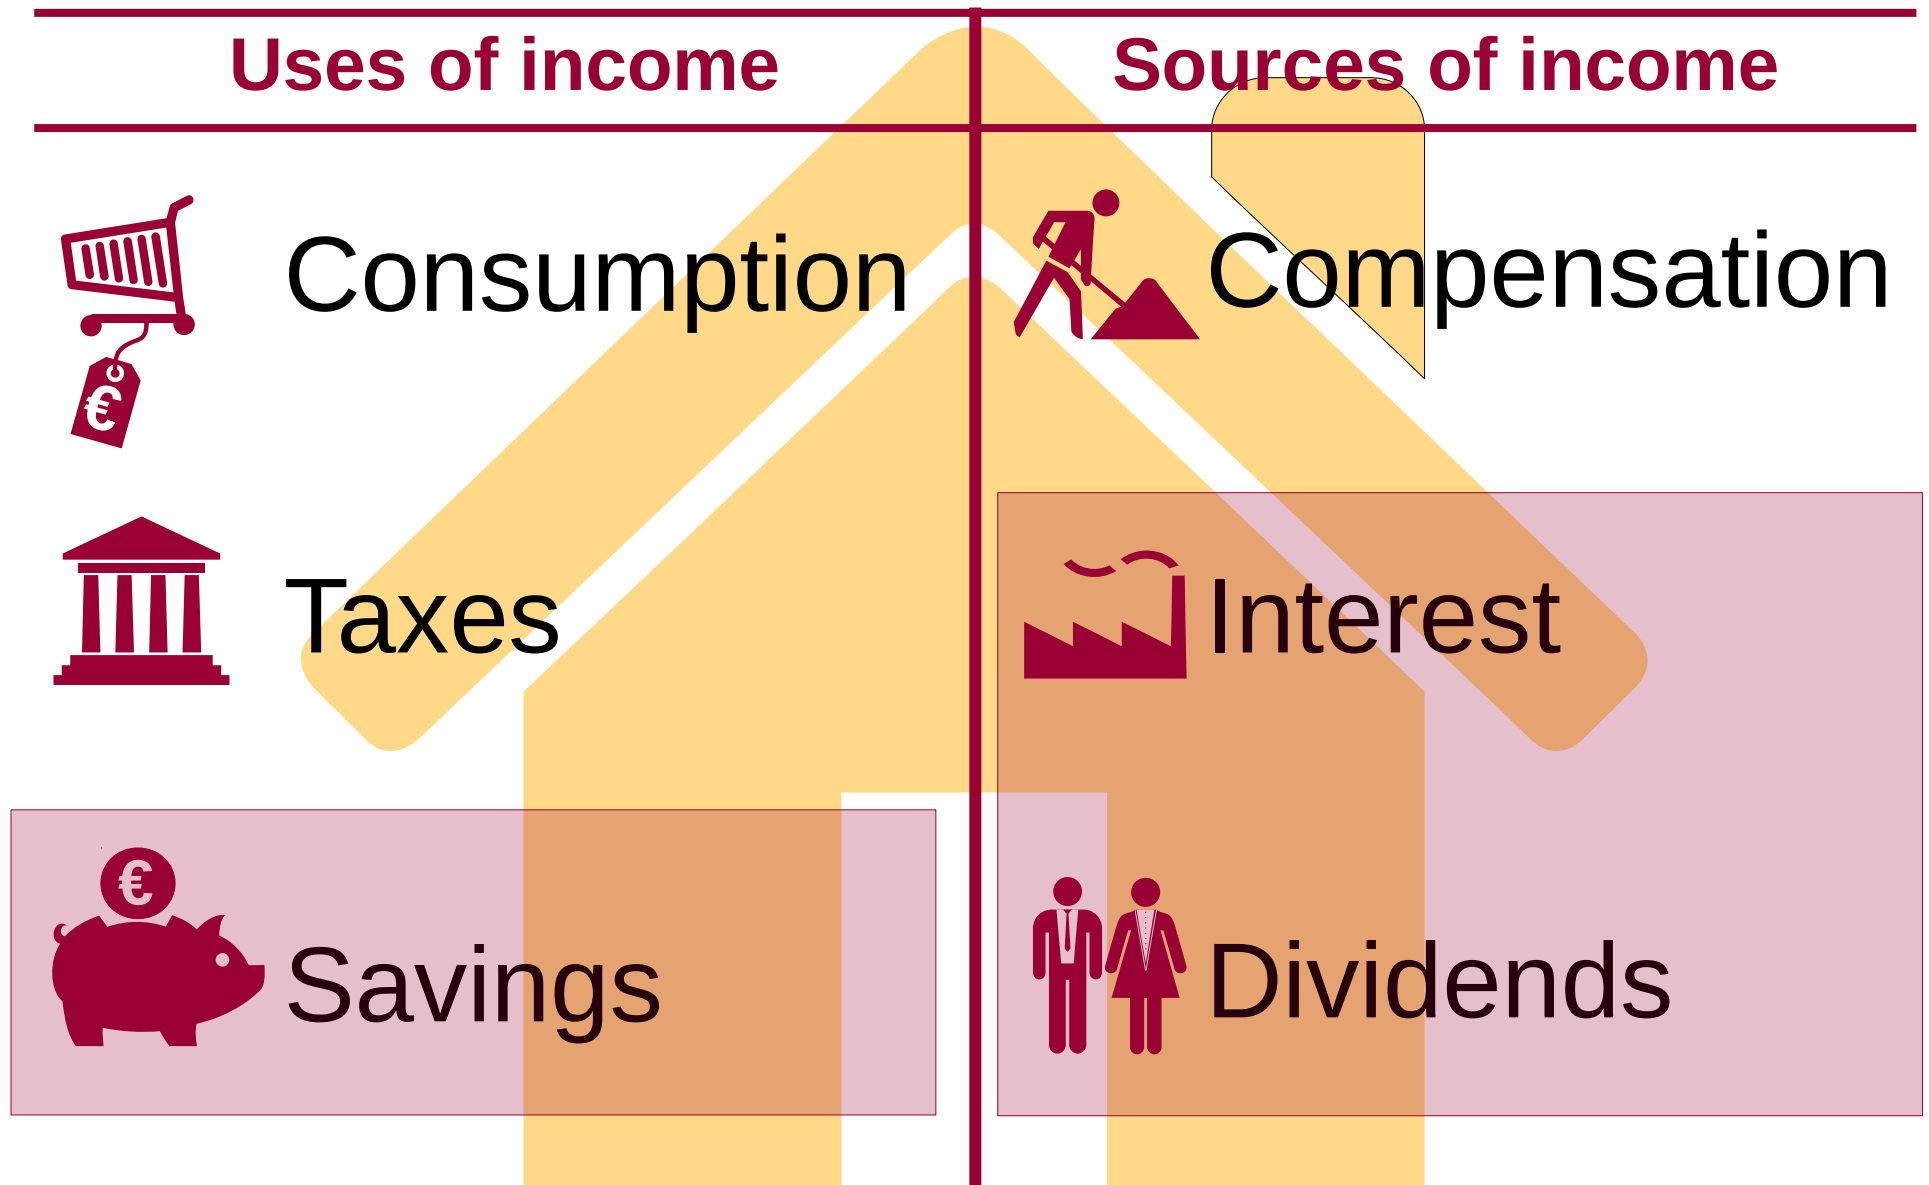 Uses of income
Sources of income
Consumption
Compensation
€
Taxes
Interest
€
Savings
Dividends